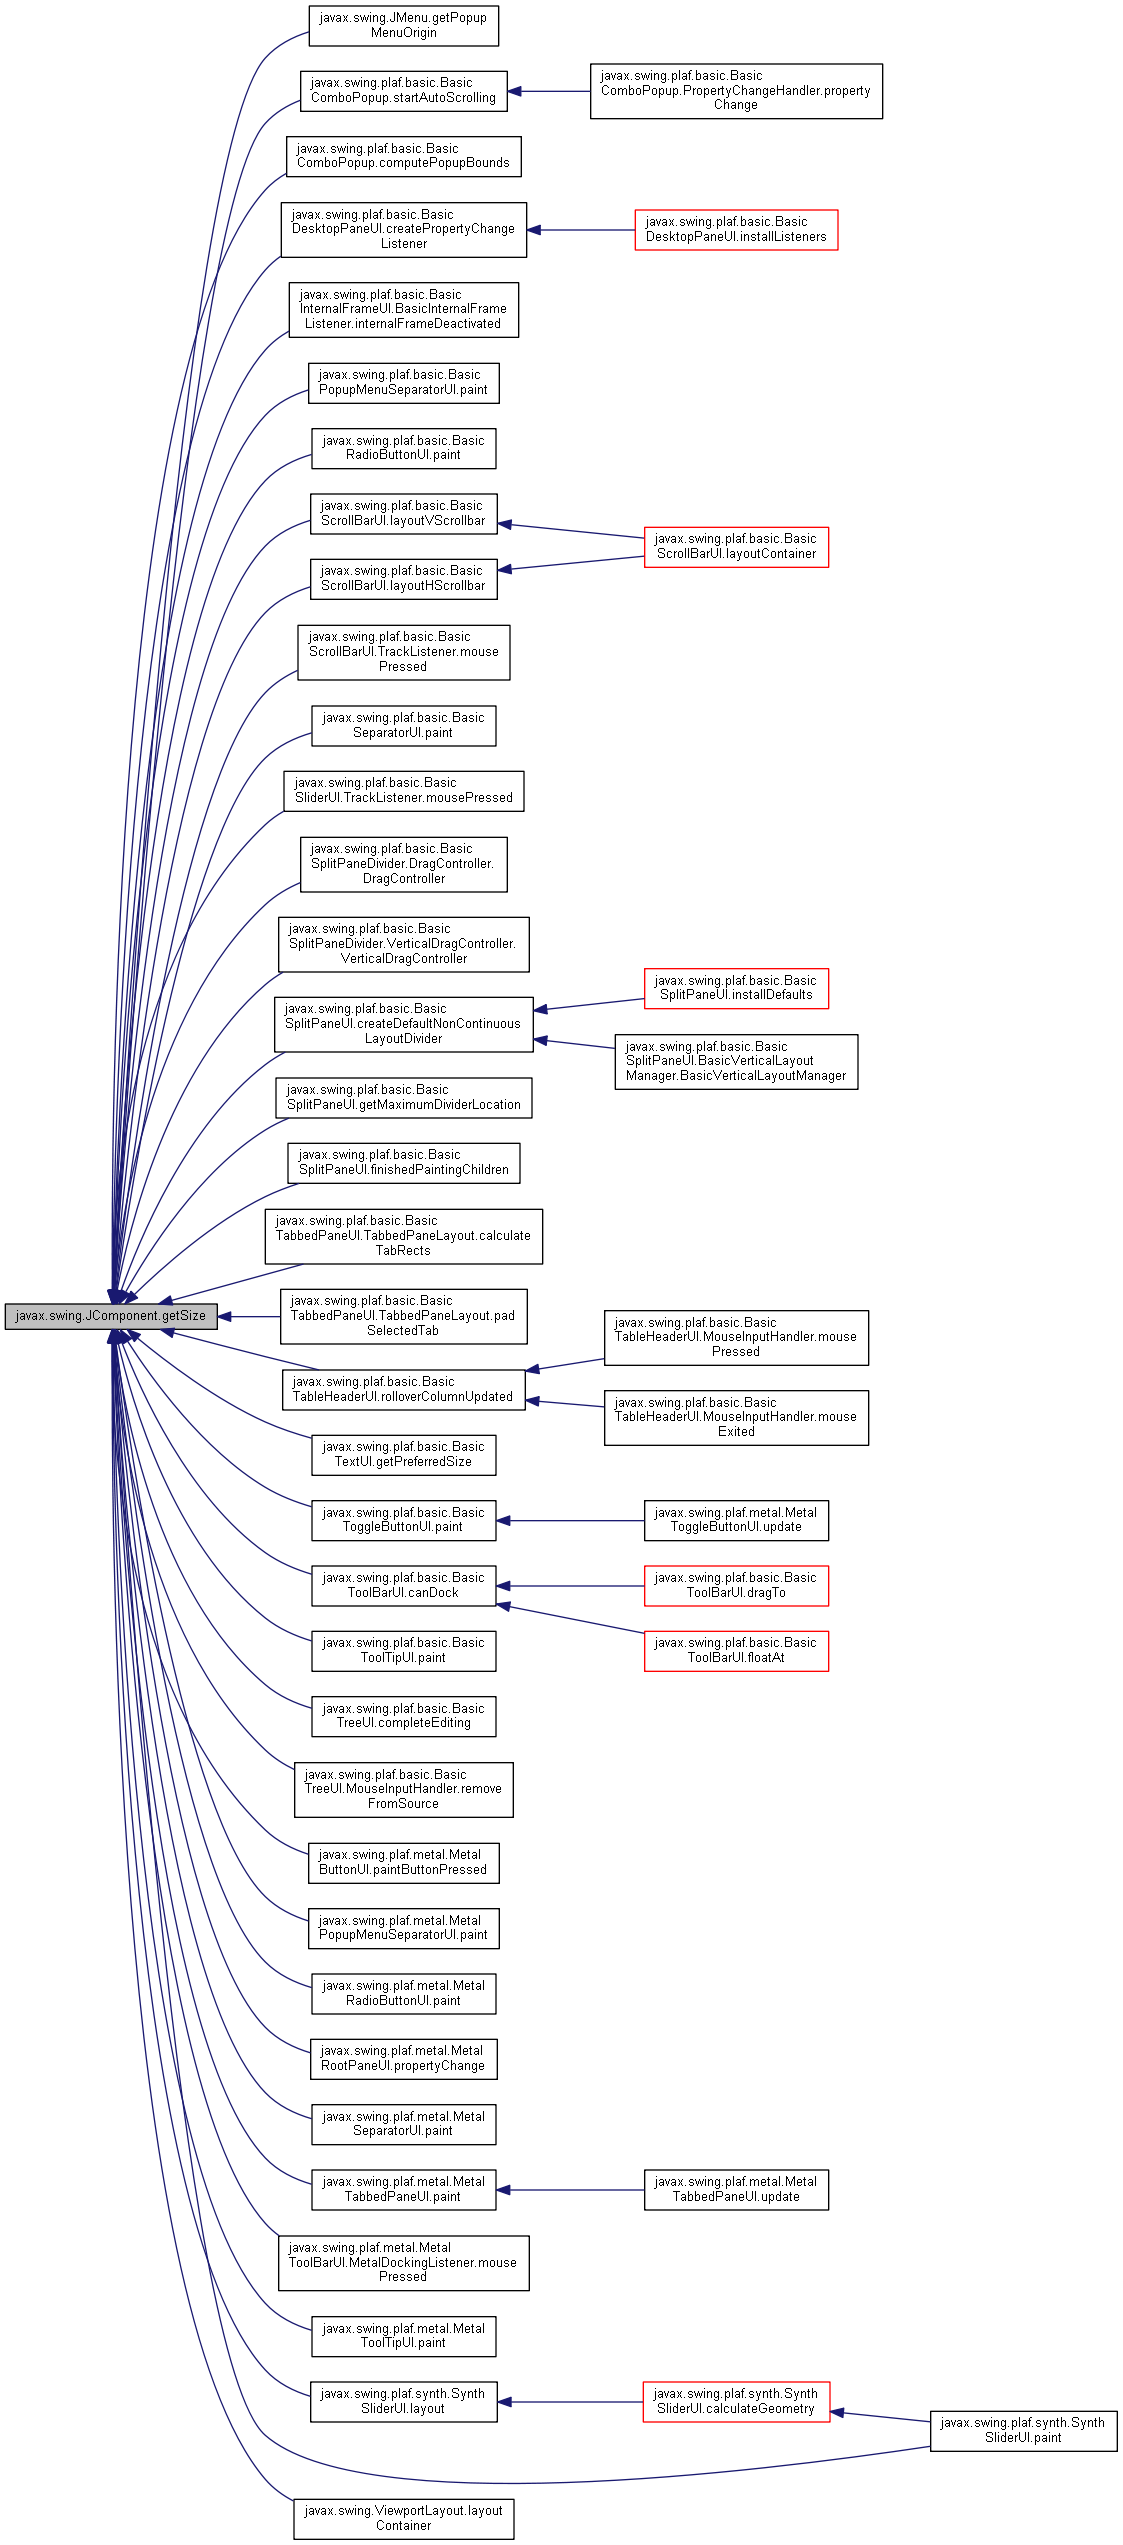 javax.swing.JMenu.getPopup
MenuOrigin
javax.swing.plaf.basic.Basic
ComboPopup.startAutoScrolling
javax.swing.plaf.basic.Basic
ComboPopup.PropertyChangeHandler.property
Change
javax.swing.plaf.basic.Basic
ComboPopup.computePopupBounds
javax.swing.plaf.basic.Basic
DesktopPaneUI.createPropertyChange
Listener
javax.swing.plaf.basic.Basic
DesktopPaneUI.installListeners
javax.swing.plaf.basic.Basic
InternalFrameUI.BasicInternalFrame
Listener.internalFrameDeactivated
javax.swing.plaf.basic.Basic
PopupMenuSeparatorUI.paint
javax.swing.plaf.basic.Basic
RadioButtonUI.paint
javax.swing.plaf.basic.Basic
ScrollBarUI.layoutVScrollbar
javax.swing.plaf.basic.Basic
ScrollBarUI.layoutContainer
javax.swing.plaf.basic.Basic
ScrollBarUI.layoutHScrollbar
javax.swing.plaf.basic.Basic
ScrollBarUI.TrackListener.mouse
Pressed
javax.swing.plaf.basic.Basic
SeparatorUI.paint
javax.swing.plaf.basic.Basic
SliderUI.TrackListener.mousePressed
javax.swing.plaf.basic.Basic
SplitPaneDivider.DragController.
DragController
javax.swing.plaf.basic.Basic
SplitPaneDivider.VerticalDragController.
VerticalDragController
javax.swing.plaf.basic.Basic
SplitPaneUI.createDefaultNonContinuous
LayoutDivider
javax.swing.plaf.basic.Basic
SplitPaneUI.installDefaults
javax.swing.plaf.basic.Basic
SplitPaneUI.BasicVerticalLayout
Manager.BasicVerticalLayoutManager
javax.swing.plaf.basic.Basic
SplitPaneUI.getMaximumDividerLocation
javax.swing.plaf.basic.Basic
SplitPaneUI.finishedPaintingChildren
javax.swing.plaf.basic.Basic
TabbedPaneUI.TabbedPaneLayout.calculate
TabRects
javax.swing.JComponent.getSize
javax.swing.plaf.basic.Basic
TabbedPaneUI.TabbedPaneLayout.pad
SelectedTab
javax.swing.plaf.basic.Basic
TableHeaderUI.MouseInputHandler.mouse
Pressed
javax.swing.plaf.basic.Basic
TableHeaderUI.rolloverColumnUpdated
javax.swing.plaf.basic.Basic
TableHeaderUI.MouseInputHandler.mouse
Exited
javax.swing.plaf.basic.Basic
TextUI.getPreferredSize
javax.swing.plaf.basic.Basic
ToggleButtonUI.paint
javax.swing.plaf.metal.Metal
ToggleButtonUI.update
javax.swing.plaf.basic.Basic
ToolBarUI.canDock
javax.swing.plaf.basic.Basic
ToolBarUI.dragTo
javax.swing.plaf.basic.Basic
ToolTipUI.paint
javax.swing.plaf.basic.Basic
ToolBarUI.floatAt
javax.swing.plaf.basic.Basic
TreeUI.completeEditing
javax.swing.plaf.basic.Basic
TreeUI.MouseInputHandler.remove
FromSource
javax.swing.plaf.metal.Metal
ButtonUI.paintButtonPressed
javax.swing.plaf.metal.Metal
PopupMenuSeparatorUI.paint
javax.swing.plaf.metal.Metal
RadioButtonUI.paint
javax.swing.plaf.metal.Metal
RootPaneUI.propertyChange
javax.swing.plaf.metal.Metal
SeparatorUI.paint
javax.swing.plaf.metal.Metal
TabbedPaneUI.paint
javax.swing.plaf.metal.Metal
TabbedPaneUI.update
javax.swing.plaf.metal.Metal
ToolBarUI.MetalDockingListener.mouse
Pressed
javax.swing.plaf.metal.Metal
ToolTipUI.paint
javax.swing.plaf.synth.Synth
SliderUI.layout
javax.swing.plaf.synth.Synth
SliderUI.calculateGeometry
javax.swing.plaf.synth.Synth
SliderUI.paint
javax.swing.ViewportLayout.layout
Container